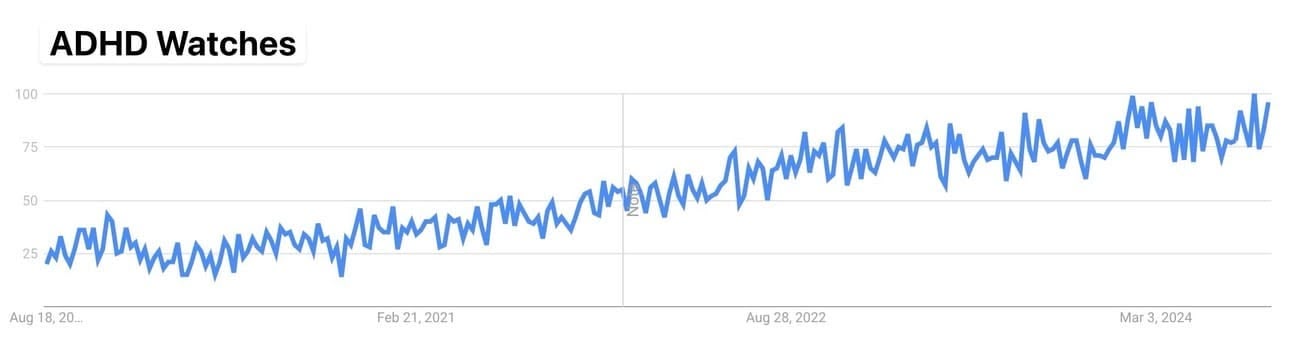 ADHD Watches
100
75
50
25
Note
Aug 18, 20...
Feb 21, 2021
Aug 28, 2022
Mar 3, 2024